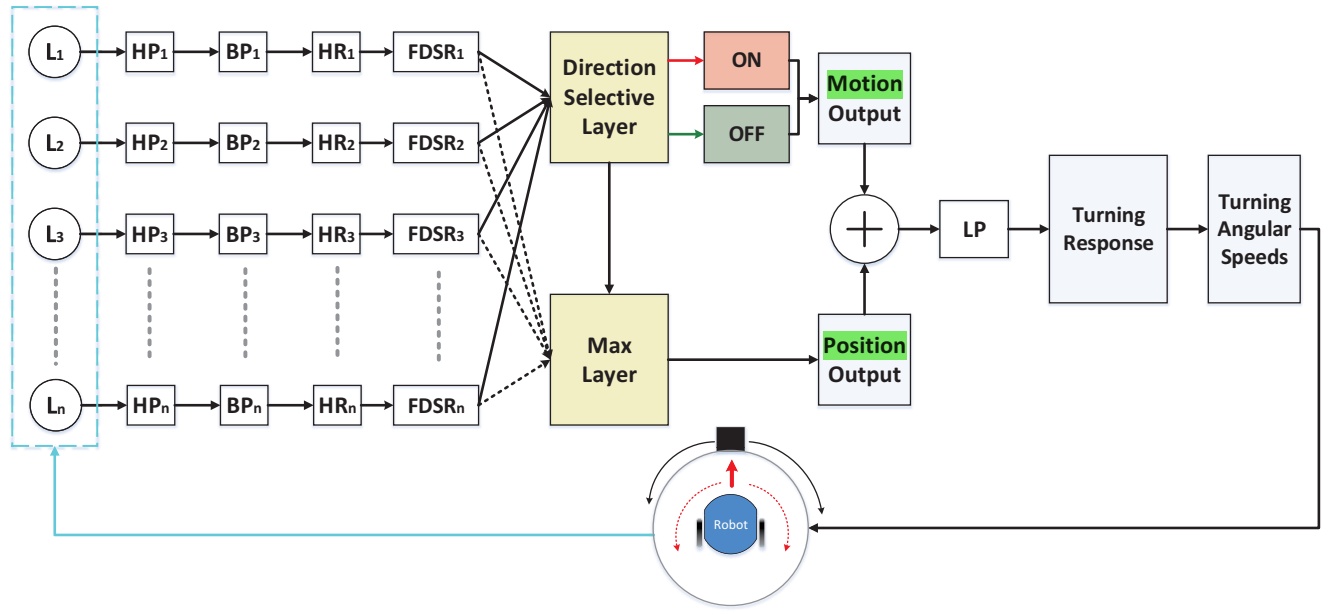 L1 HP1 BP1 HR1 FDSR1
L2 HP2 BP2 HR2 FDSR2
L3 HP3 BP3 HR3 FDSR3
Ln HPn BPn HRn FDSRn
Direction
Selective
Layer
ON
OFF
Motion
Output
Max
Layer
Position
Output
LP
Turning
Response
Turning
Angular
Speeds
Robot